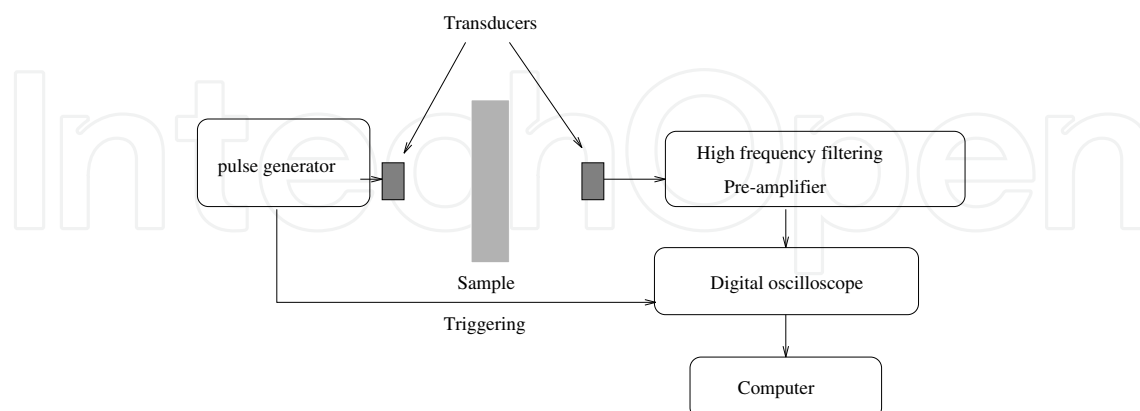 Transducers
IntechOpen
pulse generator
High frequency filtering
Pre-amplifier
Sample
Digital oscilloscope
Triggering
Computer